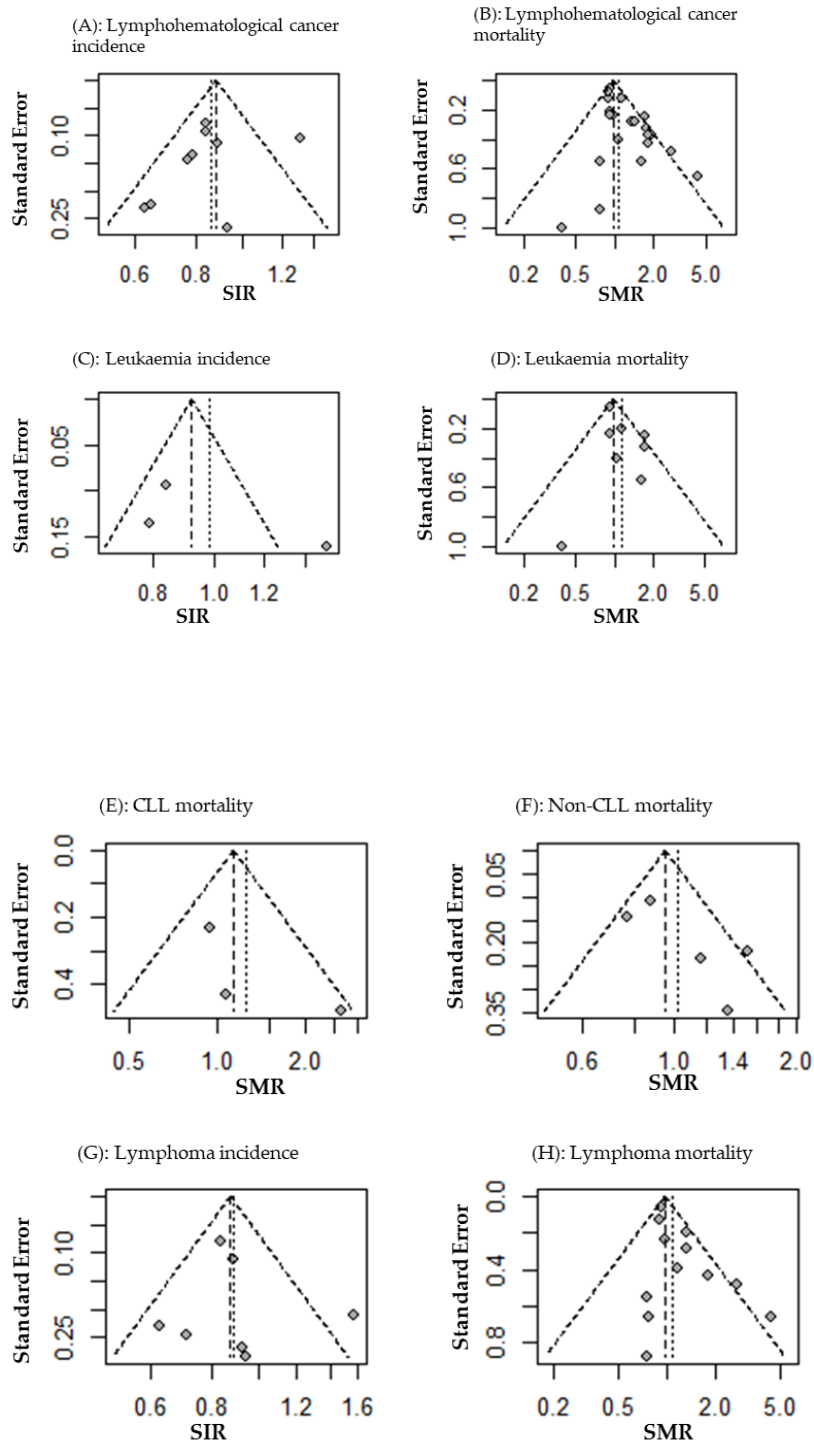 (A): Lymphohematological cancer
incidence
(B): Lymphohematological cancer
mortality
Standard Error
0.10
0.25
0.6 0.8 1.2
SIR
Standard Error
0.2
0.6
1.0
0.2 0.5 2.0 5.0
SMR
(C): Leukaemia incidence
(D): Leukaemia mortality
Standard Error
0.05
0.15
0.8 1.0 1.2
SIR
Standard Error
0.2
0.6
1.0
0.2 0.5 2.0 5.0
SMR
(E): CLL mortality
(F): Non-CLL mortality
Standard Error
0.0
0.2
0.4
0.5 1.0 2.0
SMR
Standard Error
0.05
0.20
0.35
0.6 1.0 1.4 2.0
SMR
(G): Lymphoma incidence
(H): Lymphoma mortality
Standard Error
0.10
0.25
0.6 0.8 1.2 1.6
SIR
Standard Error
0.0
0.4
0.8
0.2 0.5 2.0 5.0
SMR